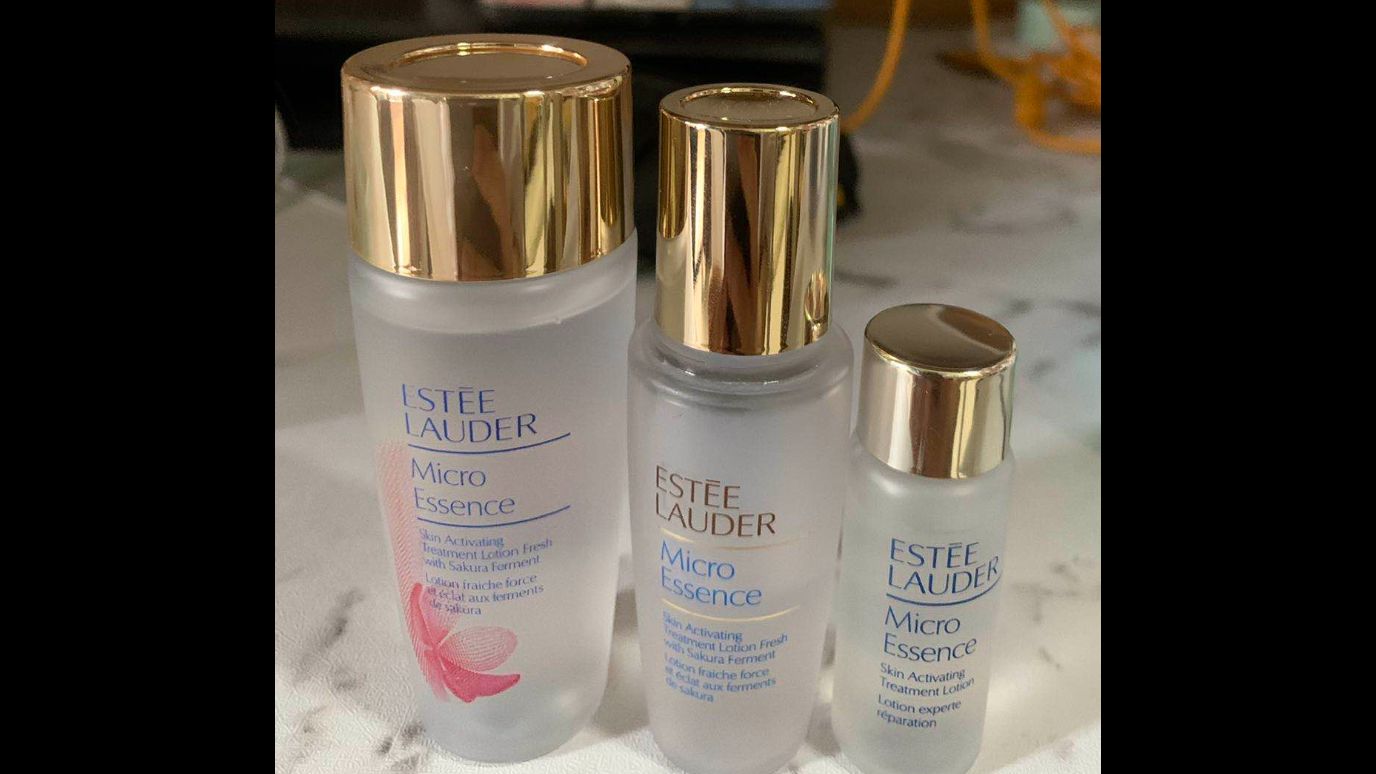 ESTĒE
LAUDER
Micro
Essence
Skin Activating
Treatment Lotion Fresh
with Sakura Ferment
Lotion fraîche force
et éclat aux ferments
de sakura
ESTĒE
LAUDER
Micro
Essence
Skin Activating
Treatment Lotion Fresh
with Sakura Ferment
Lotion fraîche force
et éclat aux ferments
de sakura
ESTĒE
LAUDER
Micro
Essence
Skin Activating
Treatment Lotion
Lotion experte
réparation